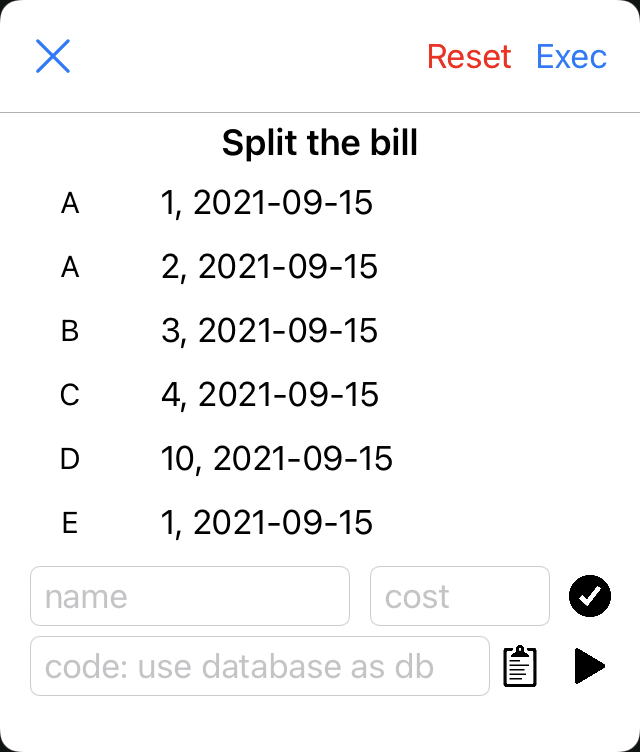 Reset Exec
Split the bill
A 1, 2021-09-15
A 2, 2021-09-15
B 3, 2021-09-15
C 4, 2021-09-15
D 10, 2021-09-15
E 1, 2021-09-15
name cost
code: use database as db